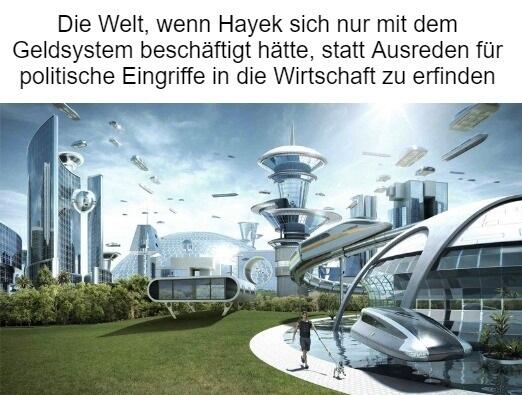 Die Welt, wenn Hayek sich nur mit dem
Geldsystem beschäftigt hätte, statt Ausreden für
politische Eingriffe in die Wirtschaft zu erfinden